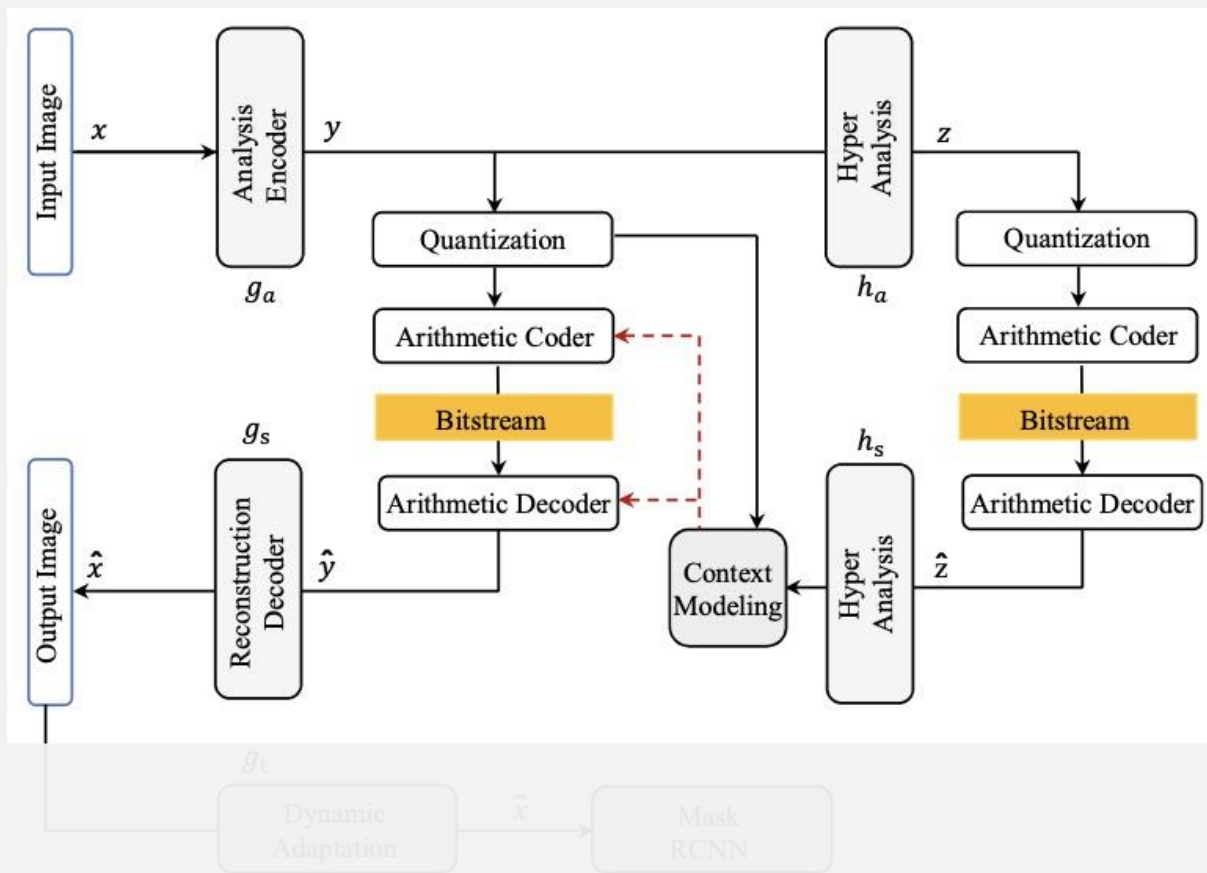 Input Image
x
Analysis
Encoder
g_a
y
Hyper
Analysis
h_a
z
Quantization
Quantization
Arithmetic Coder
Arithmetic Coder
Bitstream
Bitstream
Arithmetic Decoder
Arithmetic Decoder
Output Image
x̂
g_s
Reconstruction
Decoder
ŷ
Context
Modeling
h_s
Hyper
Analysis
ẑ
g_t
Dynamic
Adaptation
x̄
Mask
RCNN